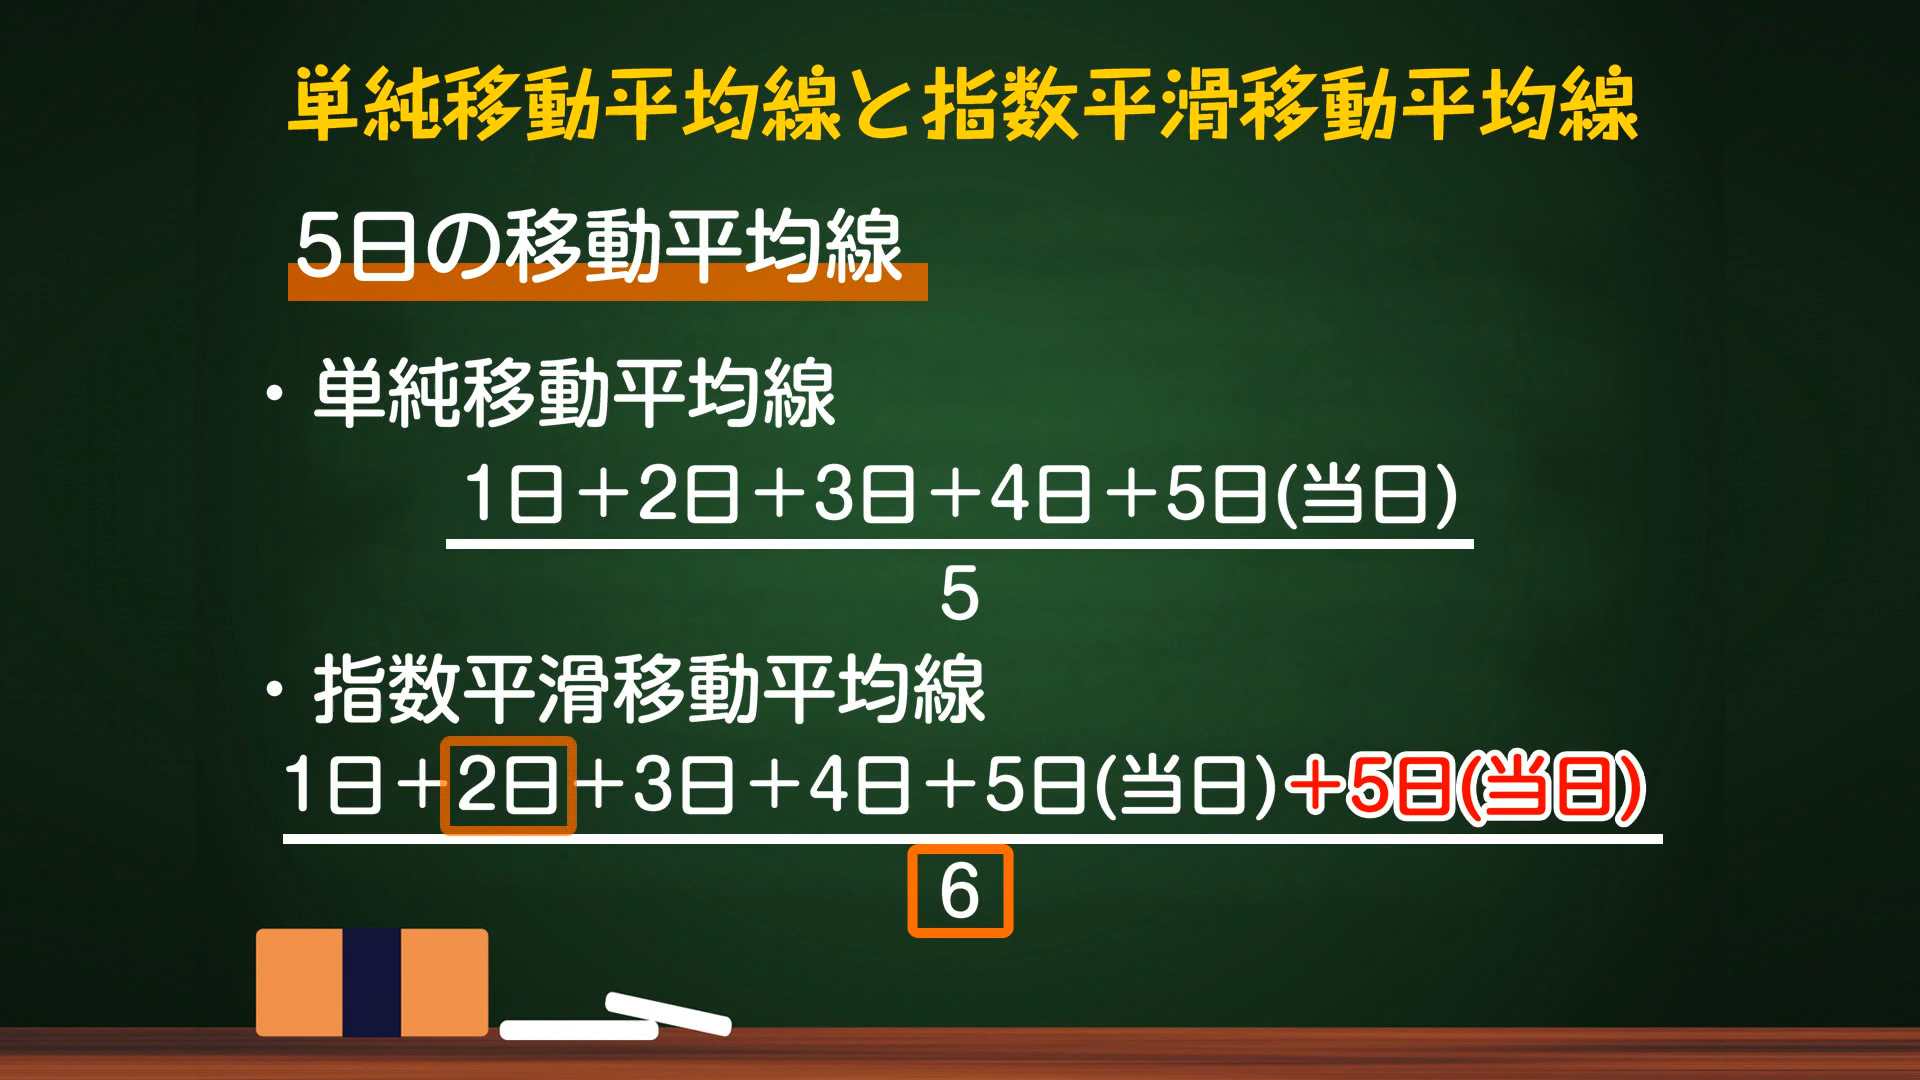 単純移動平均線と指数平滑移動平均線
5日の移動平均線
・単純移動平均線
1日＋2日＋3日＋4日＋5日(当日)
5
・指数平滑移動平均線
1日＋2日＋3日＋4日＋5日(当日)＋5日(当日)
6